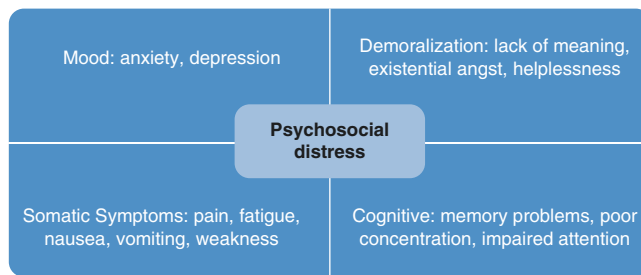 Mood: anxiety, depression
Demoralization: lack of meaning,
existential angst, helplessness
Psychosocial
distress
Somatic Symptoms: pain, fatigue,
nausea, vomiting, weakness
Cognitive: memory problems, poor
concentration, impaired attention